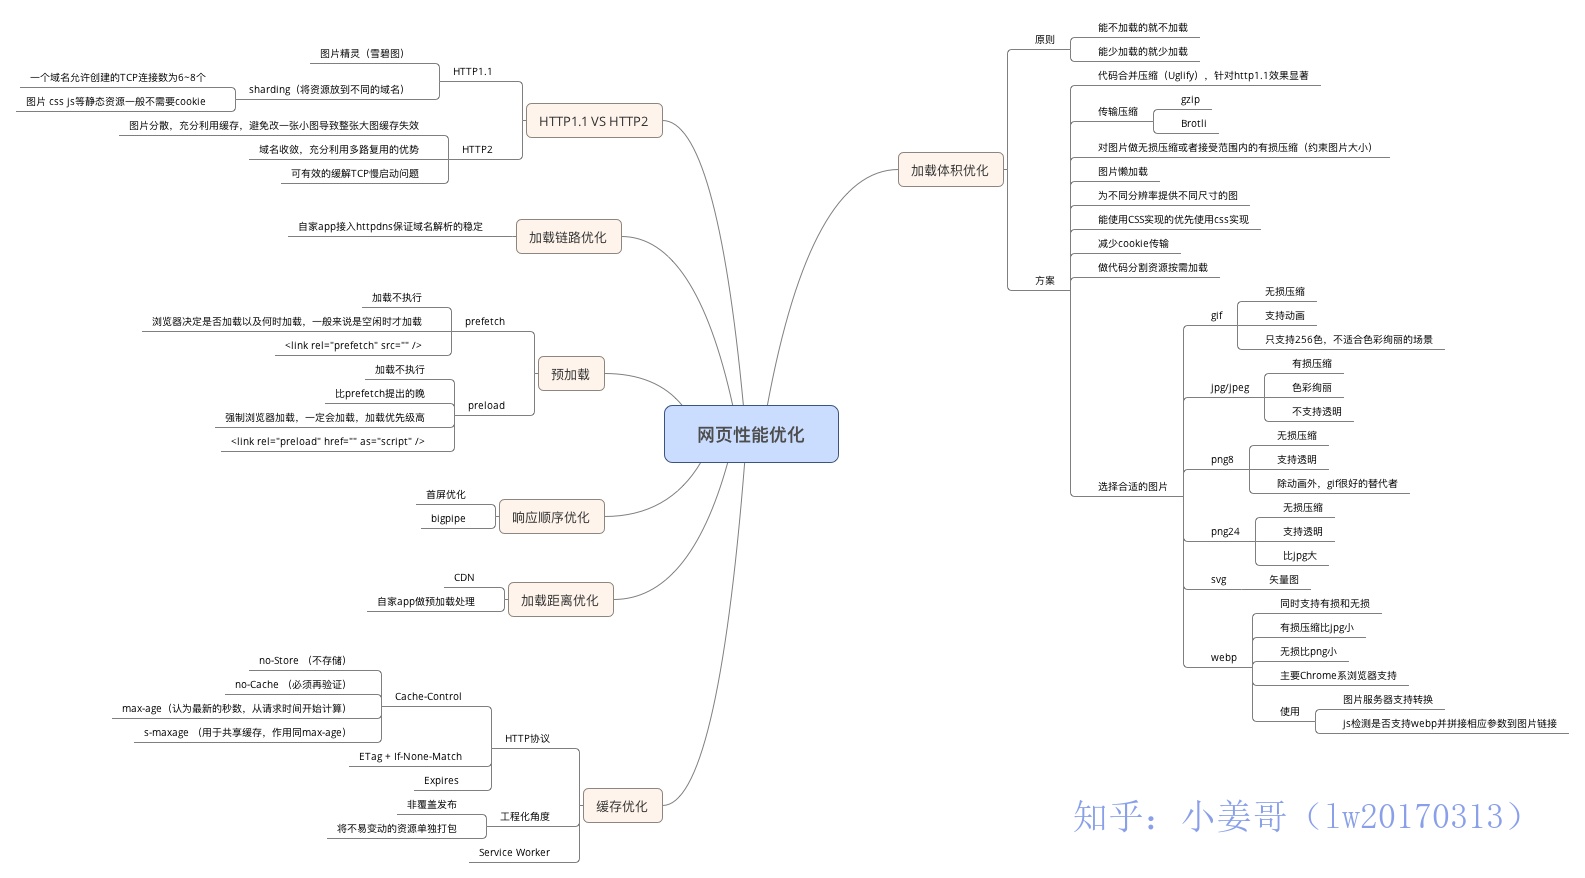 网页性能优化
HTTP1.1 VS HTTP2
HTTP1.1
图片精灵（雪碧图）
sharding（将资源放到不同的域名）
一个域名允许创建的TCP连接数为6~8个
图片 css js等静态资源一般不需要cookie
HTTP2
图片分散，充分利用缓存，避免改一张小图导致整张大图缓存失效
域名收敛，充分利用多路复用的优势
可有效的缓解TCP慢启动问题
加载链路优化
自家app接入httpdns保证域名解析的稳定
预加载
prefetch
加载不执行
浏览器决定是否加载以及何时加载，一般来说是空闲时才加载
<link rel="prefetch" src="" />
preload
加载不执行
比prefetch提出的晚
强制浏览器加载，一定会加载，加载优先级高
<link rel="preload" href="" as="script" />
响应顺序优化
首屏优化
bigpipe
加载距离优化
CDN
自家app做预加载处理
缓存优化
HTTP协议
Cache-Control
no-Store （不存储）
no-Cache （必须再验证）
max-age（认为最新的秒数，从请求时间开始计算）
s-maxage （用于共享缓存，作用同max-age）
ETag + If-None-Match
Expires
工程化角度
非覆盖发布
将不易变动的资源单独打包
Service Worker
加载体积优化
原则
能不加载的就不加载
能少加载的就少加载
方案
代码合并压缩（Uglify），针对http1.1效果显著
传输压缩
gzip
Brotli
对图片做无损压缩或者接受范围内的有损压缩（约束图片大小）
图片懒加载
为不同分辨率提供不同尺寸的图
能使用CSS实现的优先使用css实现
减少cookie传输
做代码分割资源按需加载
选择合适的图片
gif
无损压缩
支持动画
只支持256色，不适合色彩绚丽的场景
jpg/jpeg
有损压缩
色彩绚丽
不支持透明
png8
无损压缩
支持透明
除动画外，gif很好的替代者
png24
无损压缩
支持透明
比jpg大
svg
矢量图
webp
同时支持有损和无损
有损压缩比jpg小
无损比png小
主要Chrome系浏览器支持
使用
图片服务器支持转换
js检测是否支持webp并拼接相应参数到图片链接
知乎：小姜哥（lw20170313）